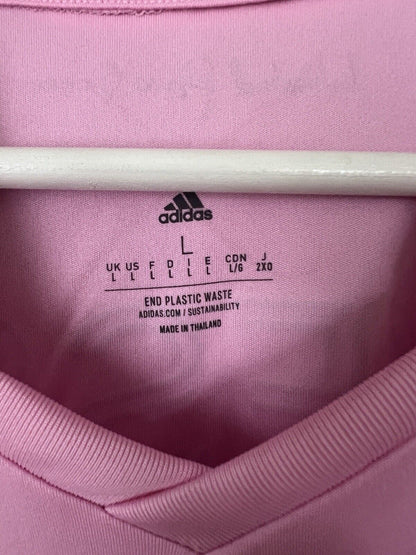 adidas
L
UK US F D I E CDN J
L L L L L L L/G 2XO
END PLASTIC WASTE
ADIDAS.COM / SUSTAINABILITY
MADE IN THAILAND